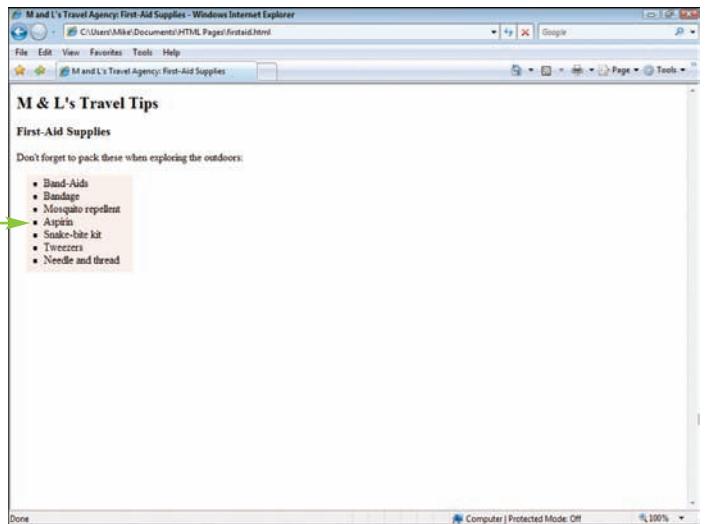 M and L's Travel Agency: First-Aid Supplies - Windows Internet Explorer
C:\Users\Mike\Documents\HTML Pages\firstaid.html
Google
File Edit View Favorites Tools Help
M and L's Travel Agency: First-Aid Supplies
Page Tools
M & L's Travel Tips
First-Aid Supplies
Don't forget to pack these when exploring the outdoors:
Band-Aids
Bandage
Mosquito repellent
Aspirin
Snake-bite kit
Tweezers
Needle and thread
Done
Computer | Protected Mode: Off
100%